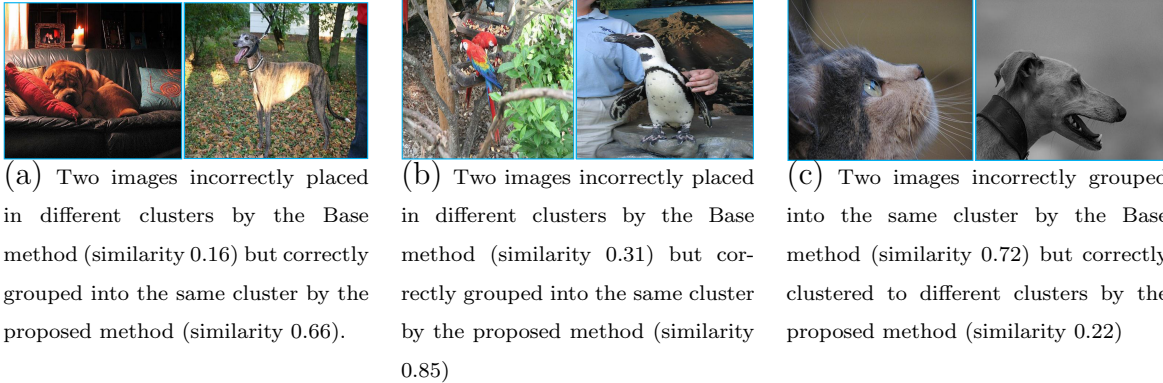 (a) Two images incorrectly placed
in different clusters by the Base
method (similarity 0.16) but correctly
grouped into the same cluster by the
proposed method (similarity 0.66).
(b) Two images incorrectly placed
in different clusters by the Base
method (similarity 0.31) but cor-
rectly grouped into the same cluster
by the proposed method (similarity
0.85)
(c) Two images incorrectly grouped
into the same cluster by the Base
method (similarity 0.72) but correctly
clustered to different clusters by the
proposed method (similarity 0.22)